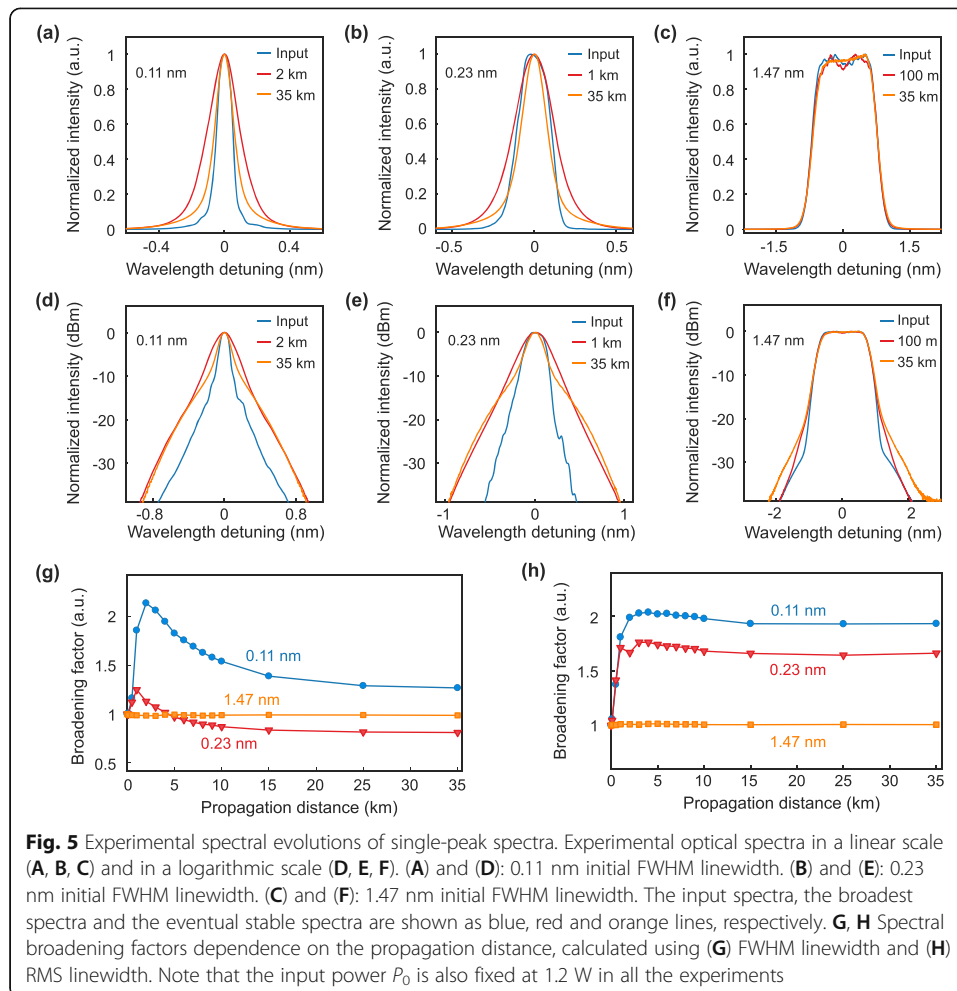 (a)
Normalized intensity (a.u.)
1
0.8
0.6
0.4
0.2
0
0.11 nm
Input
2 km
35 km
-0.4
0
0.4
Wavelength detuning (nm)
(b)
Normalized intensity (a.u.)
1
0.8
0.6
0.4
0.2
0
0.23 nm
Input
1 km
35 km
-0.5
0
0.5
Wavelength detuning (nm)
(c)
Normalized intensity (a.u.)
1
0.8
0.6
0.4
0.2
0
1.47 nm
Input
100 m
35 km
-1.5
0
1.5
Wavelength detuning (nm)
(d)
Normalized intensity (dBm)
0
-10
-20
-30
0.11 nm
Input
2 km
35 km
-0.8
0
0.8
Wavelength detuning (nm)
(e)
Normalized intensity (dBm)
0
-10
-20
-30
0.23 nm
Input
1 km
35 km
-1
0
1
Wavelength detuning (nm)
(f)
Normalized intensity (dBm)
0
-10
-20
-30
1.47 nm
Input
100 m
35 km
-2
0
2
Wavelength detuning (nm)
(g)
Broadening factor (a.u.)
2
1.5
1
0.5
0.11 nm
1.47 nm
0.23 nm
0
5
10
15
20
25
30
35
Propagation distance (km)
(h)
Broadening factor (a.u.)
2
1.5
1
0.11 nm
0.23 nm
1.47 nm
0
5
10
15
20
25
30
35
Propagation distance (km)
Fig. 5 Experimental spectral evolutions of single-peak spectra. Experimental optical spectra in a linear scale
(A, B, C) and in a logarithmic scale (D, E, F). (A) and (D): 0.11 nm initial FWHM linewidth. (B) and (E): 0.23
nm initial FWHM linewidth. (C) and (F): 1.47 nm initial FWHM linewidth. The input spectra, the broadest
spectra and the eventual stable spectra are shown as blue, red and orange lines, respectively. G, H Spectral
broadening factors dependence on the propagation distance, calculated using (G) FWHM linewidth and (H)
RMS linewidth. Note that the input power P0 is also fixed at 1.2 W in all the experiments